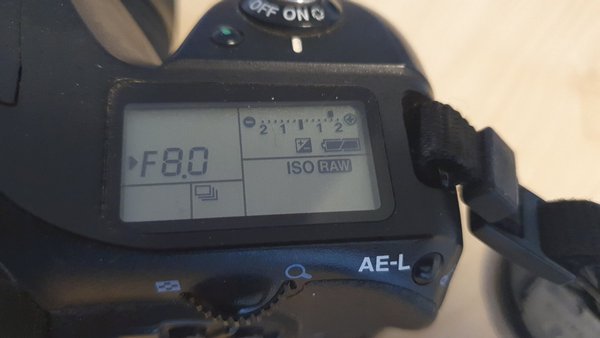 OFF ON
2 1 1 2
F8.0
ISO RAW
AE-L